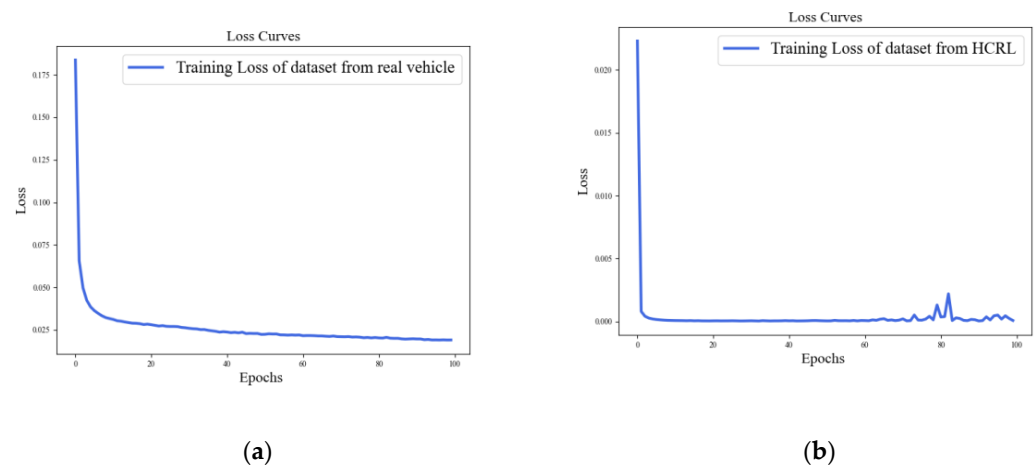 Loss Curves
Training Loss of dataset from real vehicle
0.175
0.150
0.125
0.100
0.075
0.050
0.025
Loss
0
20
40
60
80
100
Epochs
(a)
Loss Curves
Training Loss of dataset from HCRL
0.020
0.015
0.010
0.005
0.000
Loss
0
20
40
60
80
100
Epochs
(b)